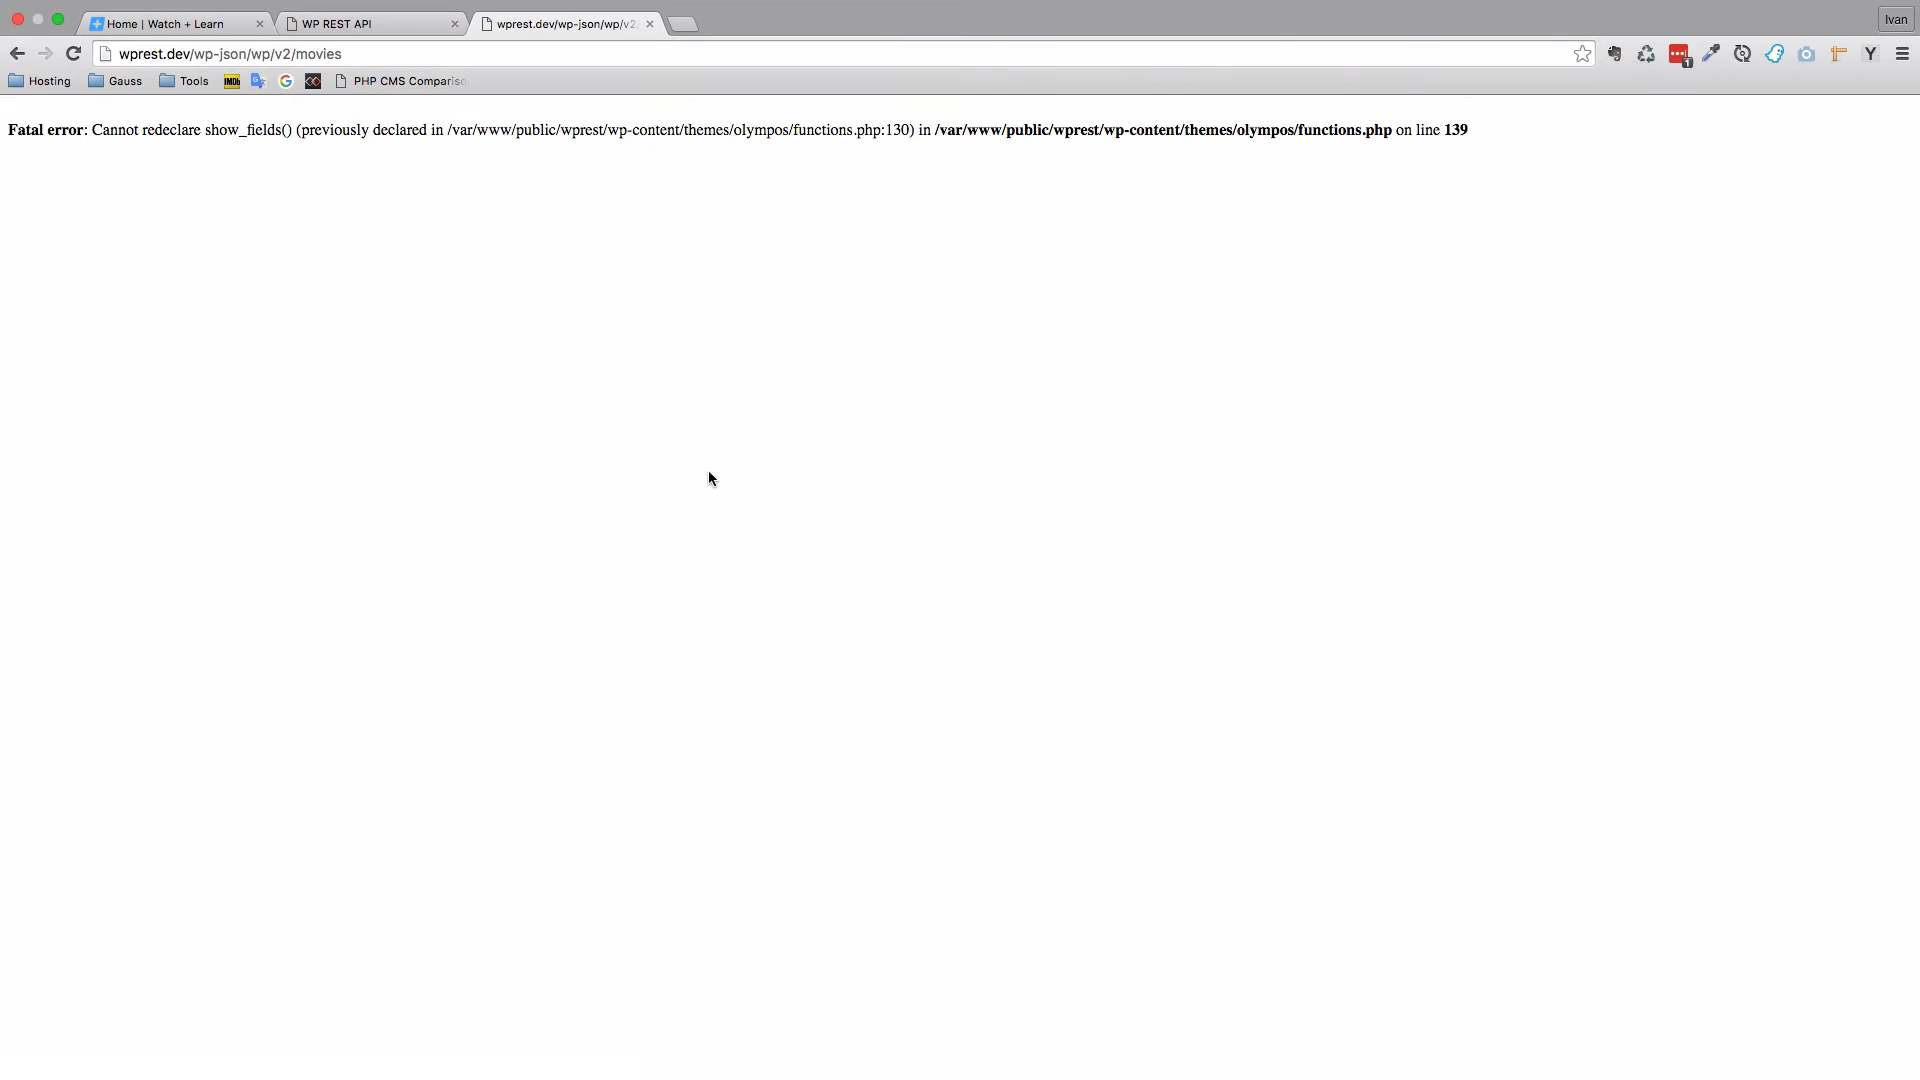 Home | Watch + Learn
WP REST API
wprest.dev/wp-json/wp/v2
Ivan
wprest.dev/wp-json/wp/v2/movies
1
Y
Hosting
Gauss
Tools
IMDb
G
PHP CMS Comparis
Fatal error: Cannot redeclare show_fields() (previously declared in /var/www/public/wprest/wp-content/themes/olympos/functions.php:130) in /var/www/public/wprest/wp-content/themes/olympos/functions.php on line 139